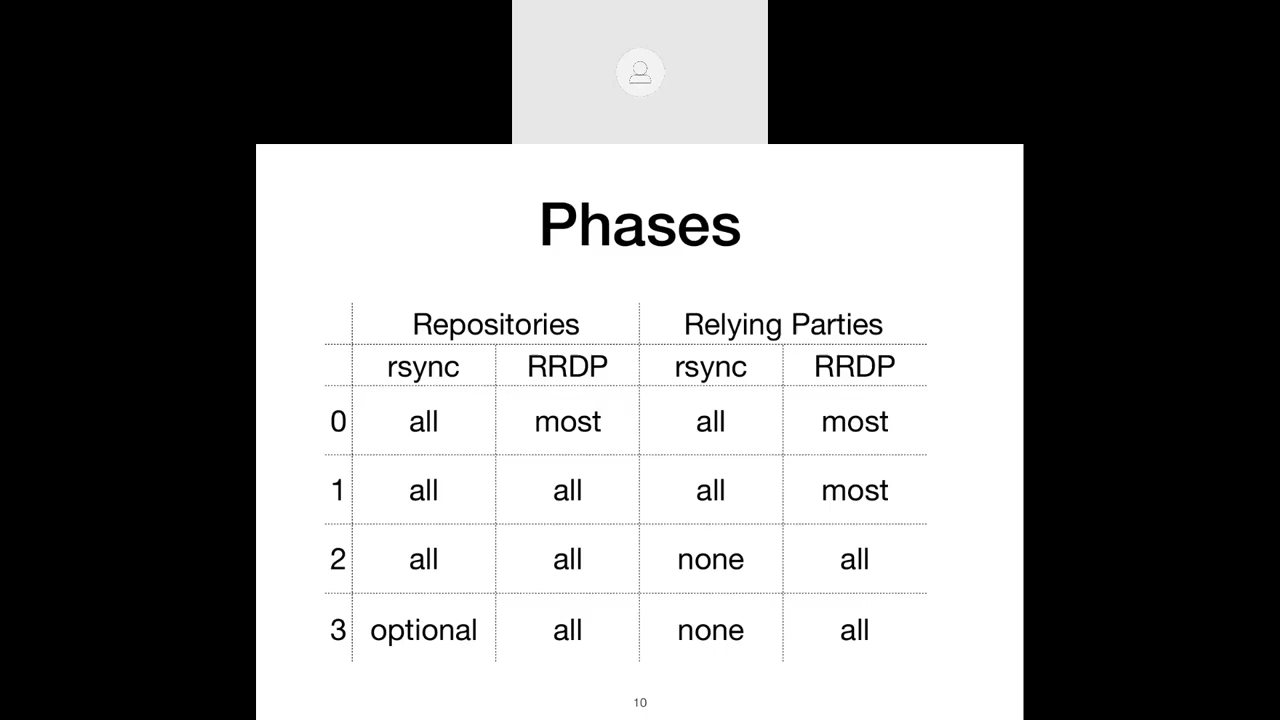 Phases
Repositories Relying Parties
rsync RRDP rsync RRDP
0 all most all most
1 all all all most
2 all all none all
3 optional all none all
10